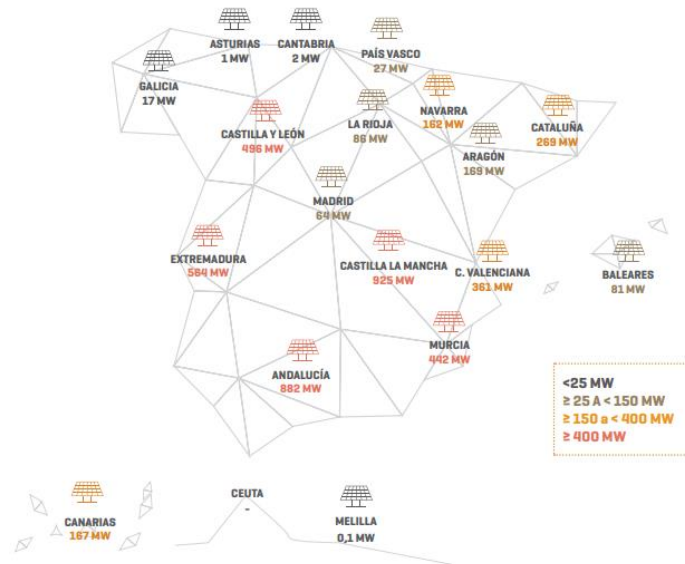 ASTURIAS
1 MW
CANTABRIA
2 MW
PAÍS VASCO
27 MW
GALICIA
17 MW
CASTILLA Y LEÓN
496 MW
LA RIOJA
86 MW
NAVARRA
162 MW
ARAGÓN
169 MW
CATALUÑA
269 MW
MADRID
64 MW
EXTREMADURA
564 MW
CASTILLA LA MANCHA
925 MW
C. VALENCIANA
361 MW
BALEARES
81 MW
MURCIA
442 MW
ANDALUCÍA
882 MW
<25 MW
≥ 25 A < 150 MW
≥ 150 a < 400 MW
≥ 400 MW
CANARIAS
167 MW
CEUTA
-
MELILLA
0,1 MW